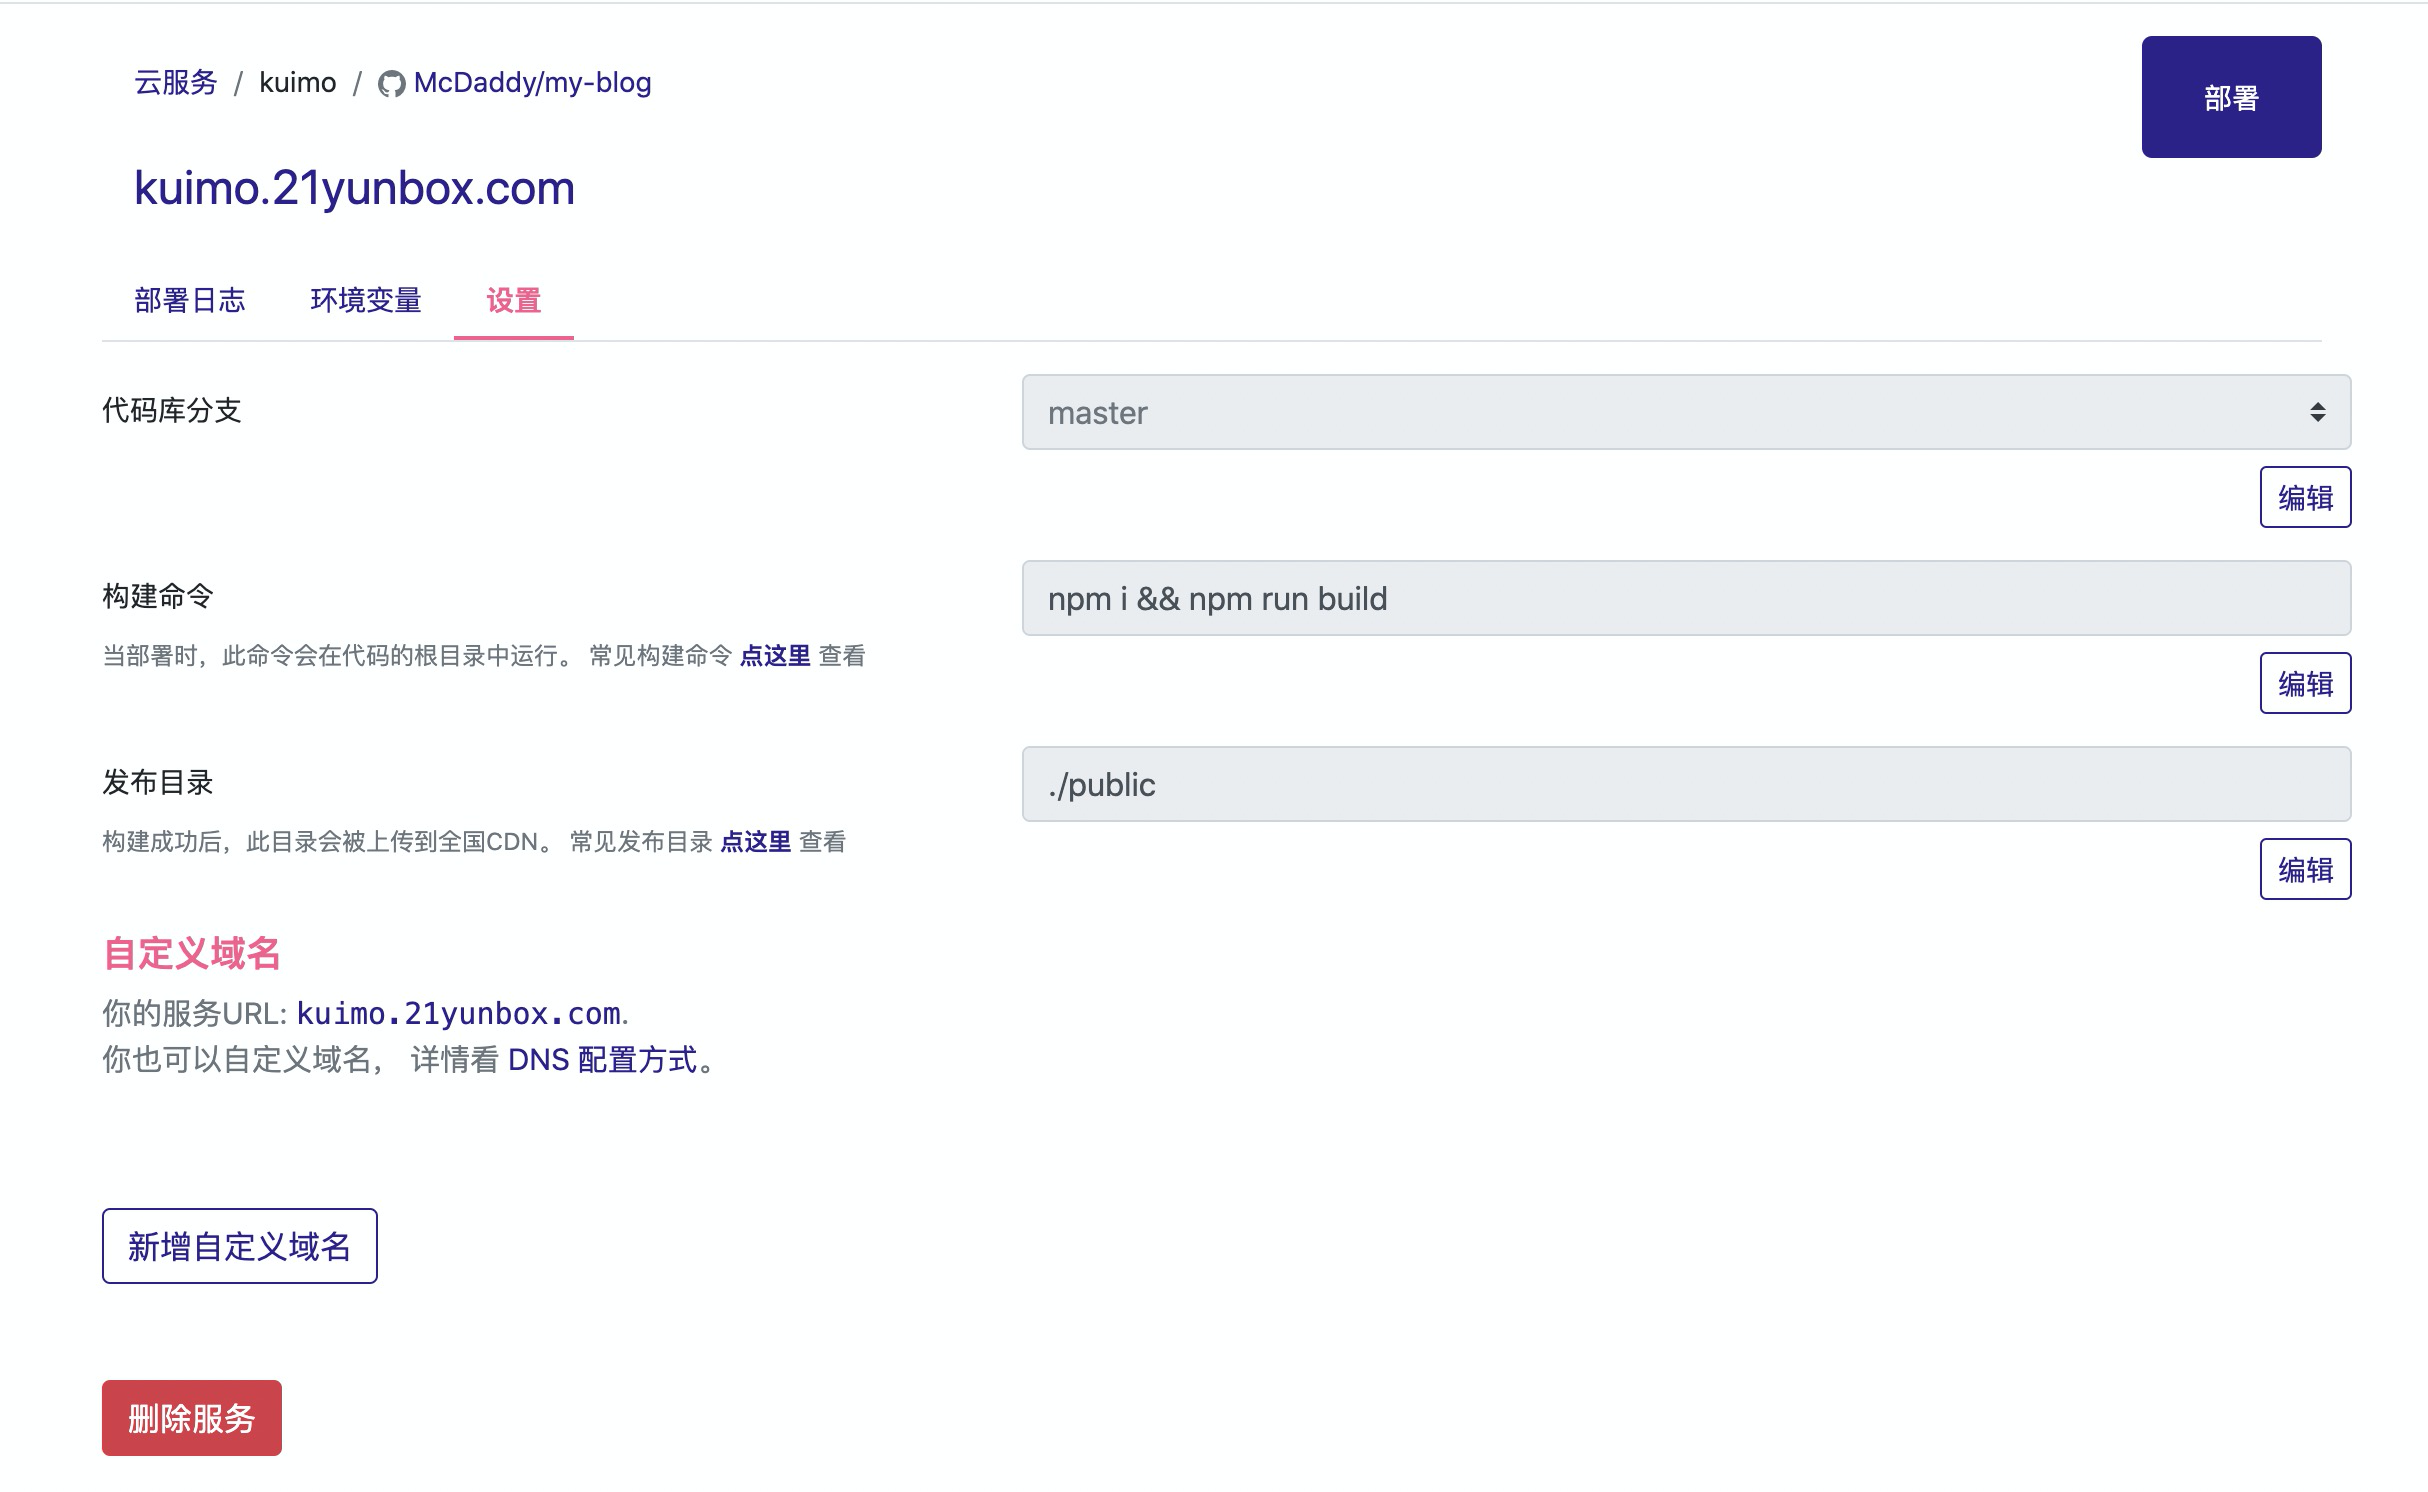 云服务 / kuimo / McDaddy/my-blog
部署
kuimo.21yunbox.com
部署日志 环境变量 设置
代码库分支 master
编辑
构建命令 npm i && npm run build
当部署时，此命令会在代码的根目录中运行。 常见构建命令 点这里 查看
编辑
发布目录 ./public
构建成功后，此目录会被上传到全国CDN。 常见发布目录 点这里 查看
编辑
自定义域名
你的服务URL: kuimo.21yunbox.com.
你也可以自定义域名， 详情看 DNS 配置方式。
新增自定义域名
删除服务